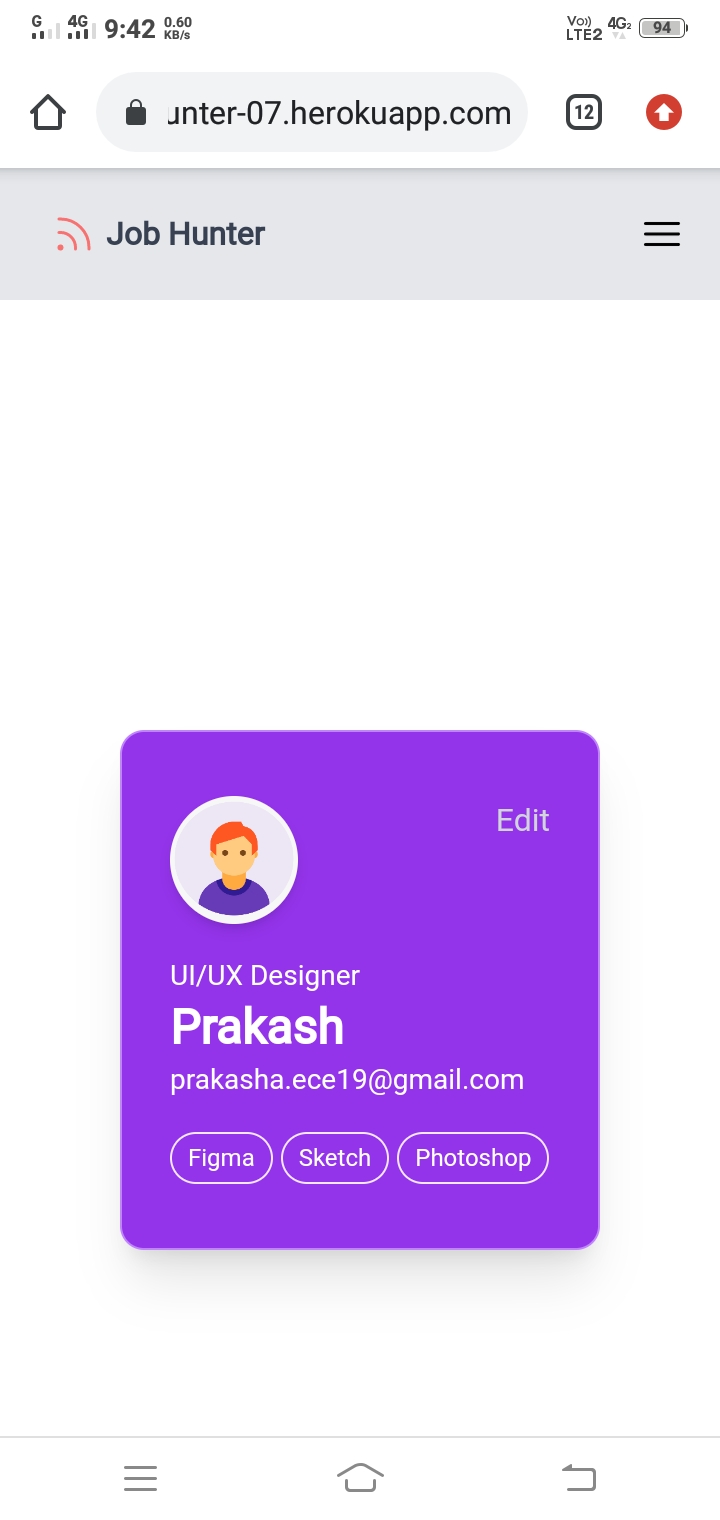 G 4G 9:42 0.60 KB/s Vo)) LTE2 4G2 94
unter-07.herokuapp.com 12
Job Hunter
Edit
UI/UX Designer
Prakash
prakasha.ece19@gmail.com
Figma Sketch Photoshop